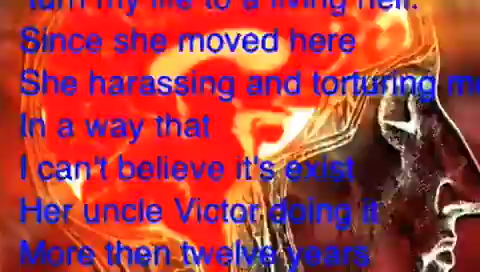 Turn my life to a living hell.
Since she moved here
She harassing and torturing me
In a way that
I can't believe it's exist
Her uncle Victor doing it
More then twelve years